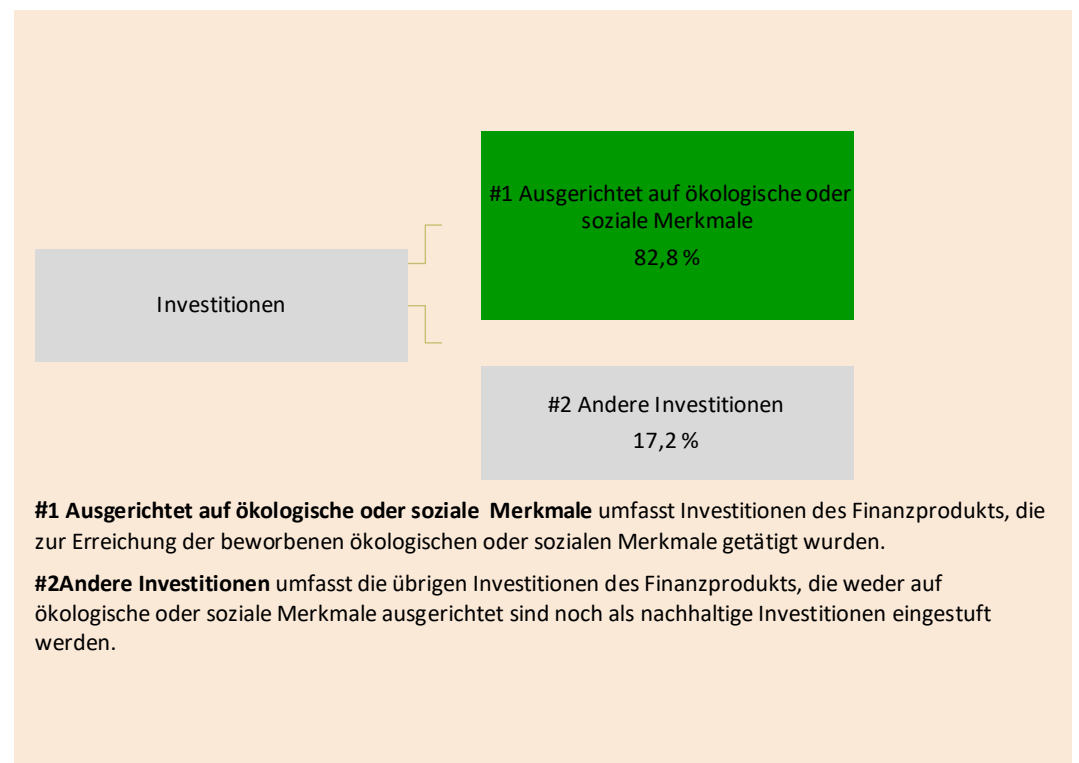 #1 Ausgerichtet auf ökologische oder
soziale Merkmale
82,8 %
Investitionen
#2 Andere Investitionen
17,2 %
#1 Ausgerichtet auf ökologische oder soziale Merkmale umfasst Investitionen des Finanzprodukts, die
zur Erreichung der beworbenen ökologischen oder sozialen Merkmale getätigt wurden.
#2Andere Investitionen umfasst die übrigen Investitionen des Finanzprodukts, die weder auf
ökologische oder soziale Merkmale ausgerichtet sind noch als nachhaltige Investitionen eingestuft
werden.